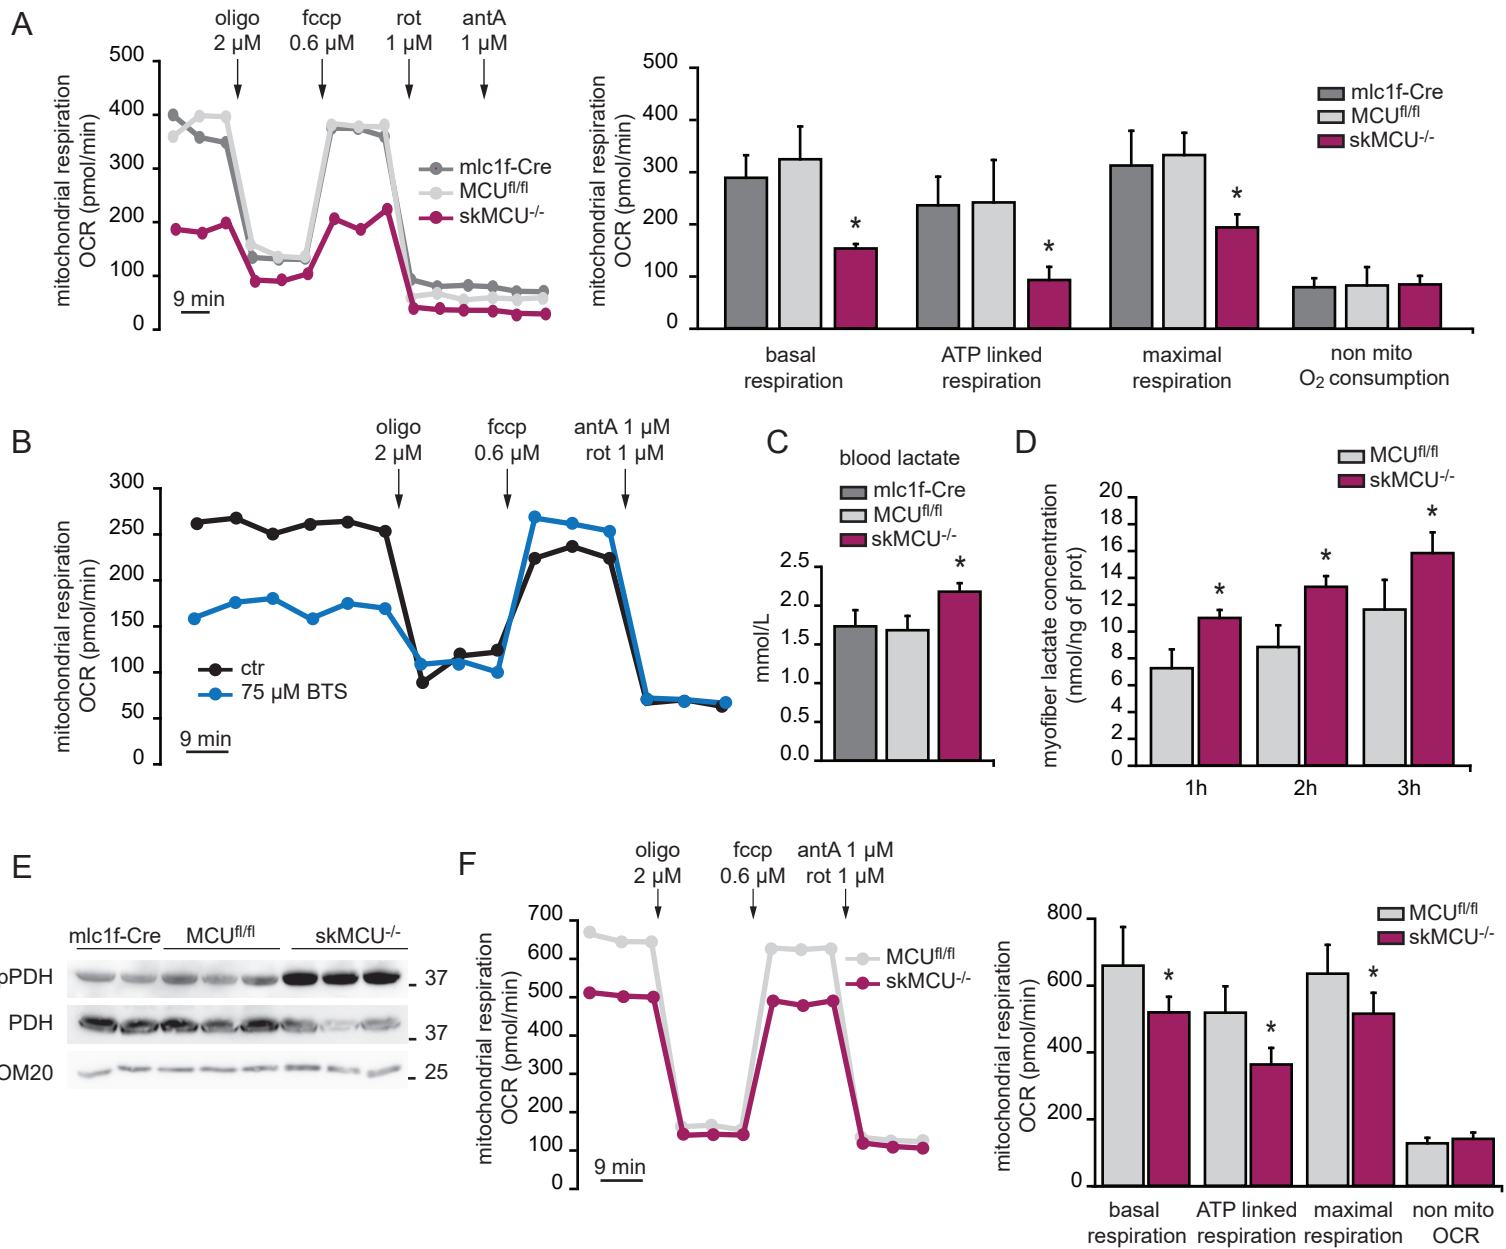 A
oligo
2 µM
fccp
0.6 µM
rot
1 µM
antA
1 µM
mitochondrial respiration
OCR (pmol/min)
500
400
300
200
100
0
mlc1f-Cre
MCUfl/fl
skMCU-/-
9 min
mitochondrial respiration
OCR (pmol/min)
500
400
300
200
100
0
mlc1f-Cre
MCUfl/fl
skMCU-/-
*
*
*
basal
respiration
ATP linked
respiration
maximal
respiration
non mito
O2 consumption
B
oligo
2 µM
fccp
0.6 µM
antA 1 µM
rot 1 µM
mitochondrial respiration
OCR (pmol/min)
300
250
200
150
100
50
0
ctr
75 µM BTS
9 min
C
blood lactate
mlc1f-Cre
MCUfl/fl
skMCU-/-
mmol/L
2.5
2.0
1.5
1.0
0.5
0.0
*
D
MCUfl/fl
skMCU-/-
myofiber lactate concentration
(nmol/ng of prot)
20
18
16
14
12
10
8
6
4
2
0
*
*
*
1h
2h
3h
E
mlc1f-Cre
MCUfl/fl
skMCU-/-
pPDH
37
PDH
37
OM20
25
F
oligo
2 µM
fccp
0.6 µM
antA 1 µM
rot 1 µM
mitochondrial respiration
OCR (pmol/min)
700
600
500
400
300
200
100
0
MCUfl/fl
skMCU-/-
9 min
mitochondrial respiration
OCR (pmol/min)
800
600
400
200
0
MCUfl/fl
skMCU-/-
*
*
*
basal
respiration
ATP linked
respiration
maximal
respiration
non mito
OCR